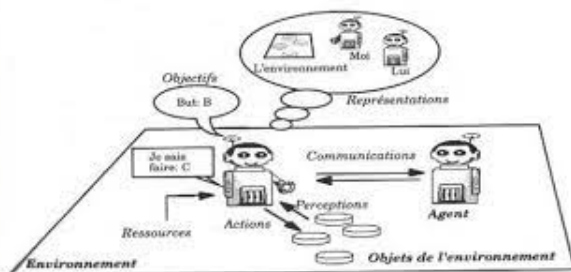 Moi
Lui
L'environnement
Objectifs
But: B
Représentations
Je sais
faire: C
Communications
Perceptions
Agent
Ressources
Actions
Environnement
Objets de l'environnement